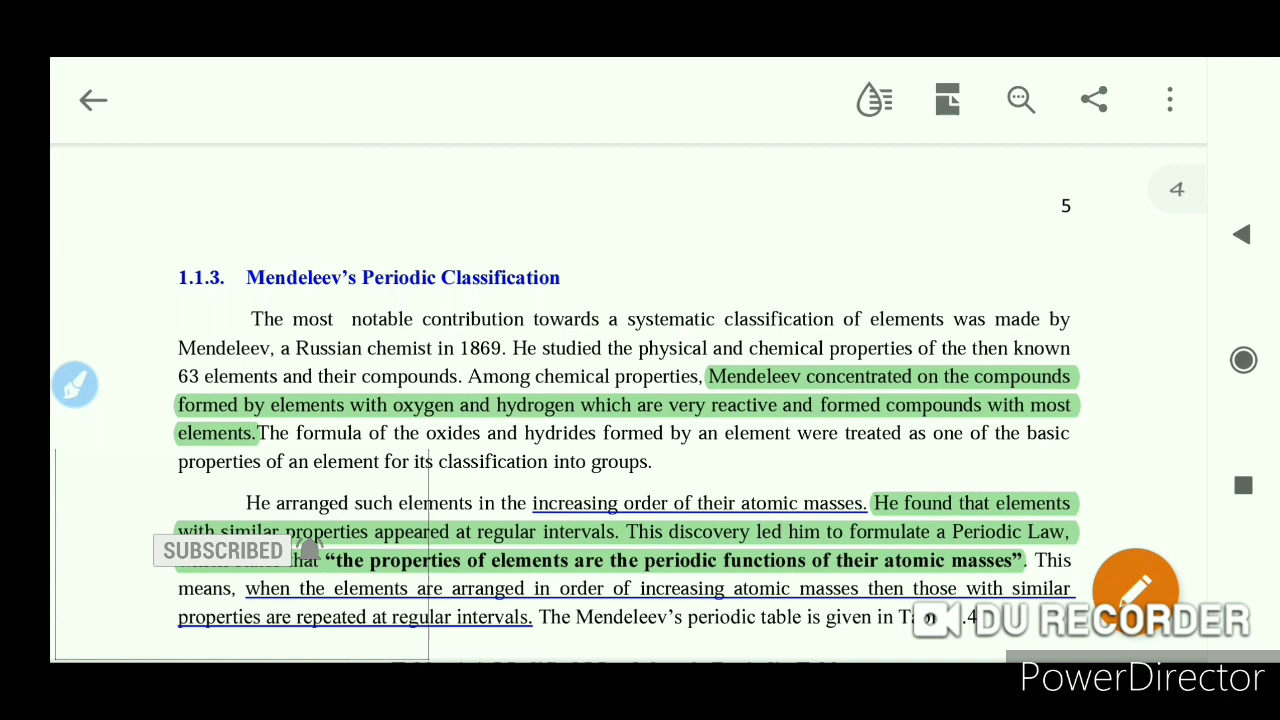 4
5
1.1.3. Mendeleev's Periodic Classification
The most notable contribution towards a systematic classification of elements was made by
Mendeleev, a Russian chemist in 1869. He studied the physical and chemical properties of the then known
63 elements and their compounds. Among chemical properties, Mendeleev concentrated on the compounds
formed by elements with oxygen and hydrogen which are very reactive and formed compounds with most
elements.The formula of the oxides and hydrides formed by an element were treated as one of the basic
properties of an element for its classification into groups.
He arranged such elements in the increasing order of their atomic masses. He found that elements
with similar properties appeared at regular intervals. This discovery led him to formulate a Periodic Law,
that “the properties of elements are the periodic functions of their atomic masses”. This
SUBSCRIBED
means, when the elements are arranged in order of increasing atomic masses then those with similar
properties are repeated at regular intervals. The Mendeleev's periodic table is given in
DU RECORDER
PowerDirector